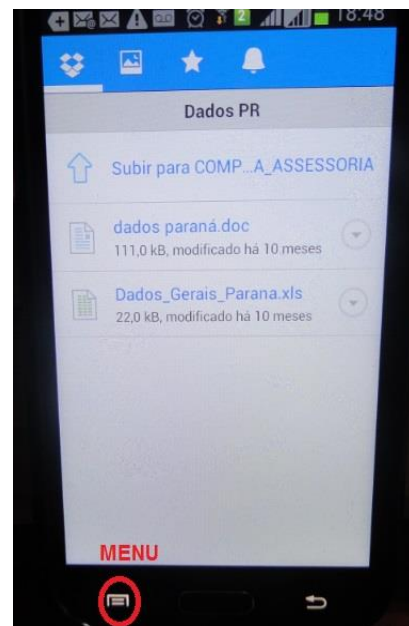 2 18:48
Dados PR
Subir para COMP...A_ASSESSORIA
dados paraná.doc
111,0 kB, modificado há 10 meses
Dados_Gerais_Parana.xls
22,0 kB, modificado há 10 meses
MENU